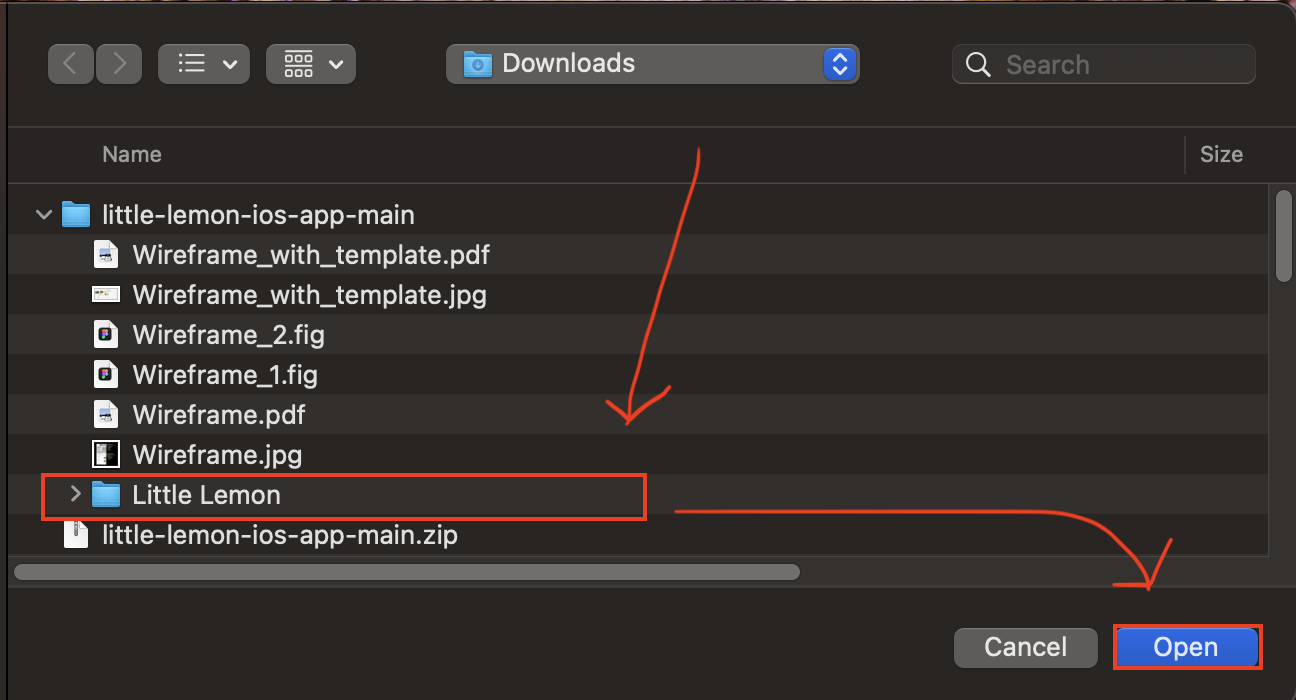 Downloads
Search
Name
Size
little-lemon-ios-app-main
Wireframe_with_template.pdf
Wireframe_with_template.jpg
Wireframe_2.fig
Wireframe_1.fig
Wireframe.pdf
Wireframe.jpg
Little Lemon
little-lemon-ios-app-main.zip
Cancel
Open